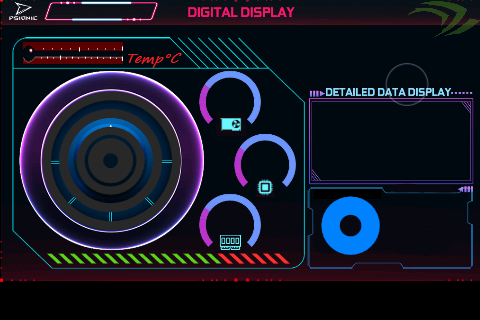 DIGITAL DISPLAY
PSIONIC
Temp°C
DETAILED DATA DISPLAY